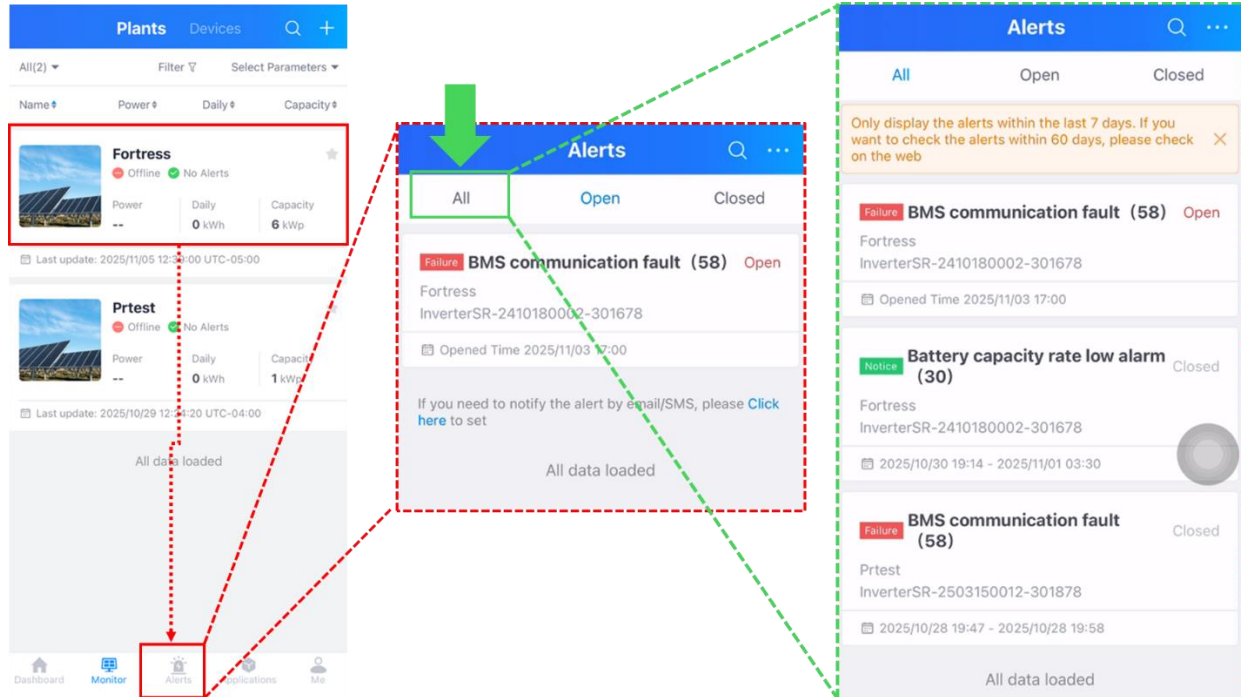 Plants Devices
All(2) Filter Select Parameters
Name Power Daily Capacity
Fortress
Offline No Alerts
Power Daily Capacity
-- 0 kWh 6 kWp
Last update: 2025/11/05 12:39:00 UTC-05:00
Prtest
Offline No Alerts
Power Daily Capacity
-- 0 kWh 1 kWp
Last update: 2025/10/29 12:24:20 UTC-04:00
All data loaded
Dashboard Monitor Alerts Applications Me
Alerts
All Open Closed
Failure BMS communication fault (58) Open
Fortress
InverterSR-2410180002-301678
Opened Time 2025/11/03 17:00
If you need to notify the alert by email/SMS, please Click
here to set
All data loaded
Alerts
All Open Closed
Only display the alerts within the last 7 days. If you
want to check the alerts within 60 days, please check
on the web
Failure BMS communication fault (58) Open
Fortress
InverterSR-2410180002-301678
Opened Time 2025/11/03 17:00
Notice Battery capacity rate low alarm Closed
(30)
Fortress
InverterSR-2410180002-301678
2025/10/30 19:14 - 2025/11/01 03:30
Failure BMS communication fault Closed
(58)
Prtest
InverterSR-2503150012-301878
2025/10/28 19:47 - 2025/10/28 19:58
All data loaded